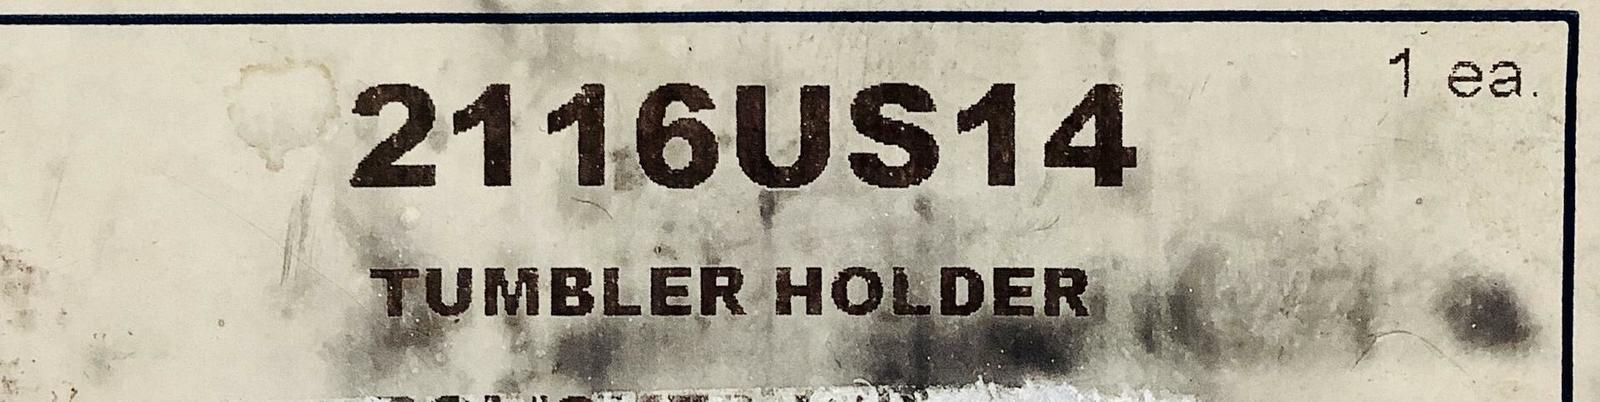 1 ea.
2116US14
TUMBLER HOLDER